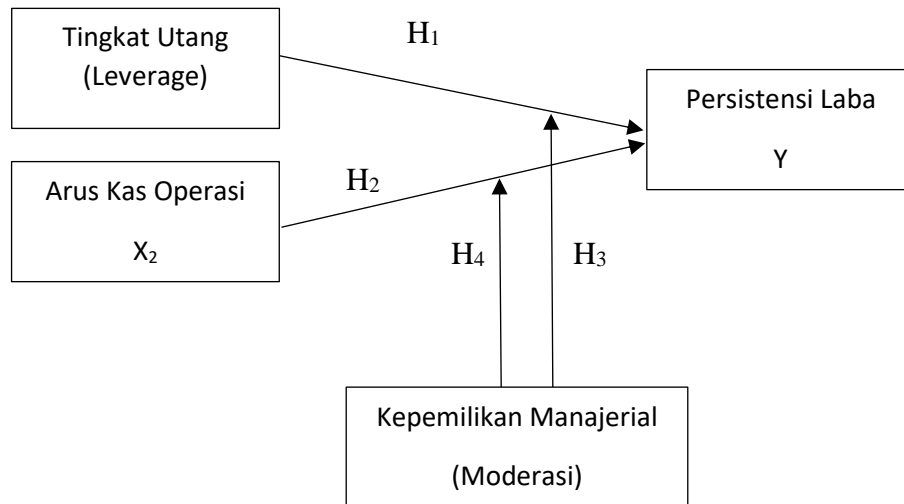 Tingkat Utang
(Leverage)
H₁
Persistensi Laba
Y
Arus Kas Operasi
X₂
H₂
H₄
H₃
Kepemilikan Manajerial
(Moderasi)